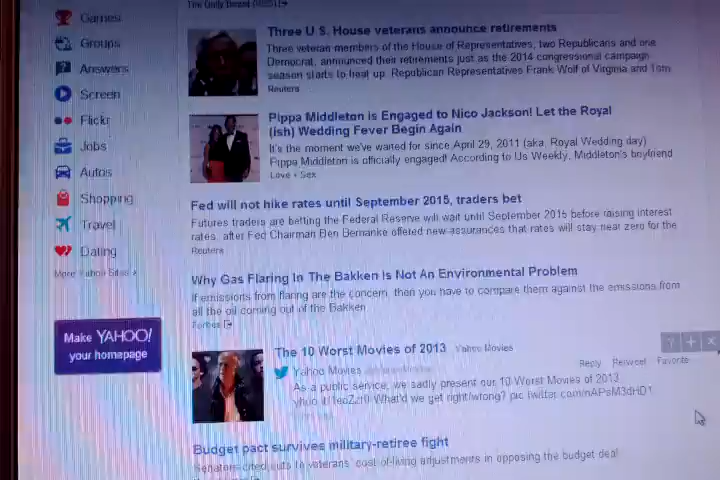 The Daily Beast
Games
Groups
Answers
Screen
Flickr
Jobs
Autos
Shopping
Travel
Dating
More Yahoo Sites >
Make YAHOO!
your homepage
Three U.S. House veterans announce retirements
Three veteran members of the House of Representatives, two Republicans and one
Democrat, announced their retirements just as the 2014 congressional campaign
season starts to heat up. Republican Representatives Frank Wolf of Virginia and Tom
Reuters
Pippa Middleton is Engaged to Nico Jackson! Let the Royal
(ish) Wedding Fever Begin Again
It's the moment we've waited for since April 29, 2011 (aka, Royal Wedding day)
Pippa Middleton is officially engaged! According to Us Weekly, Middleton's boyfriend
Love + Sex
Fed will not hike rates until September 2015, traders bet
Futures traders are betting the Federal Reserve will wait until September 2015 before raising interest
rates, after Fed Chairman Ben Bernanke offered new assurances that rates will stay near zero for the
Reuters
Why Gas Flaring In The Bakken Is Not An Environmental Problem
If emissions from flaring are the concern, then you have to compare them against the emissions from
all the oil coming out of the Bakken
Forbes
? + x
The 10 Worst Movies of 2013 Yahoo Movies
Reply Retweet Favorite
Yahoo Movies
As a public service, we sadly present our 10 Worst Movies of 2013
What'd we get right/wrong? pic.twitter.com/nAPsM3dHD1
Budget pact survives military-retiree fight
Senators cited cuts to veterans' cost-of-living adjustments in opposing the budget deal